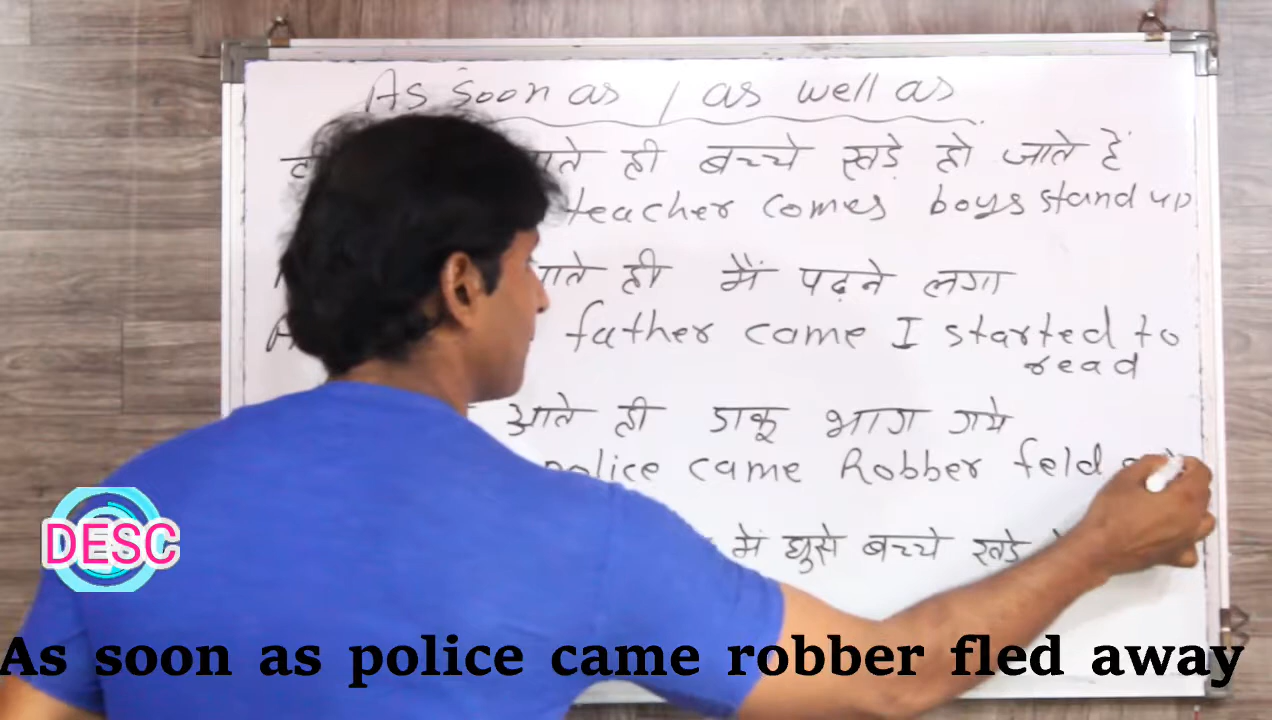 As soon as / as well as
ही बच्चे खड़े हो जाते हैं
teacher comes boys stand up
ही मैं पढ़ने लगा
father came I started to
read
आते ही डाकू भाग गये
police came Robber feld
में घुसे बच्चे खड़े
DESC
As soon as police came robber fled away